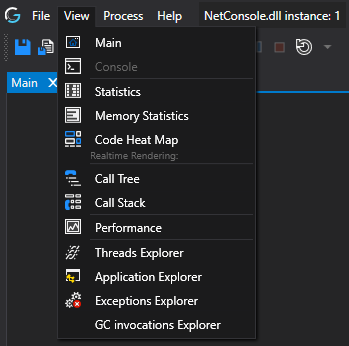 File View Process Help NetConsole.dll instance: 1
Main
Main
Console
Statistics
Memory Statistics
Code Heat Map
Realtime Rendering:
Call Tree
Call Stack
Performance
Threads Explorer
Application Explorer
Exceptions Explorer
GC invocations Explorer